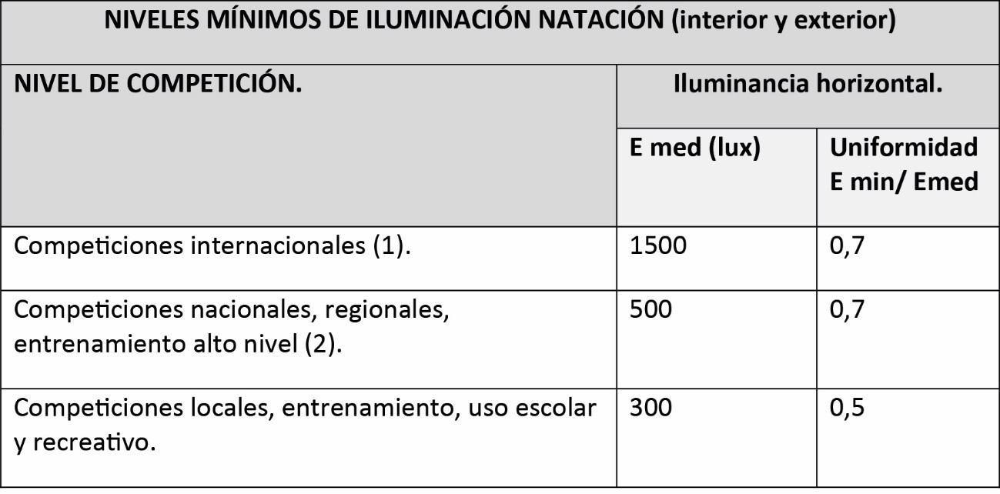 NIVELES MÍNIMOS DE ILUMINACIÓN NATACIÓN (interior y exterior)
NIVEL DE COMPETICIÓN.
Iluminancia horizontal.
E med (lux)
Uniformidad
E min/ Emed
Competiciones internacionales (1).
1500
0,7
Competiciones nacionales, regionales,
entrenamiento alto nivel (2).
500
0,7
Competiciones locales, entrenamiento, uso escolar
y recreativo.
300
0,5